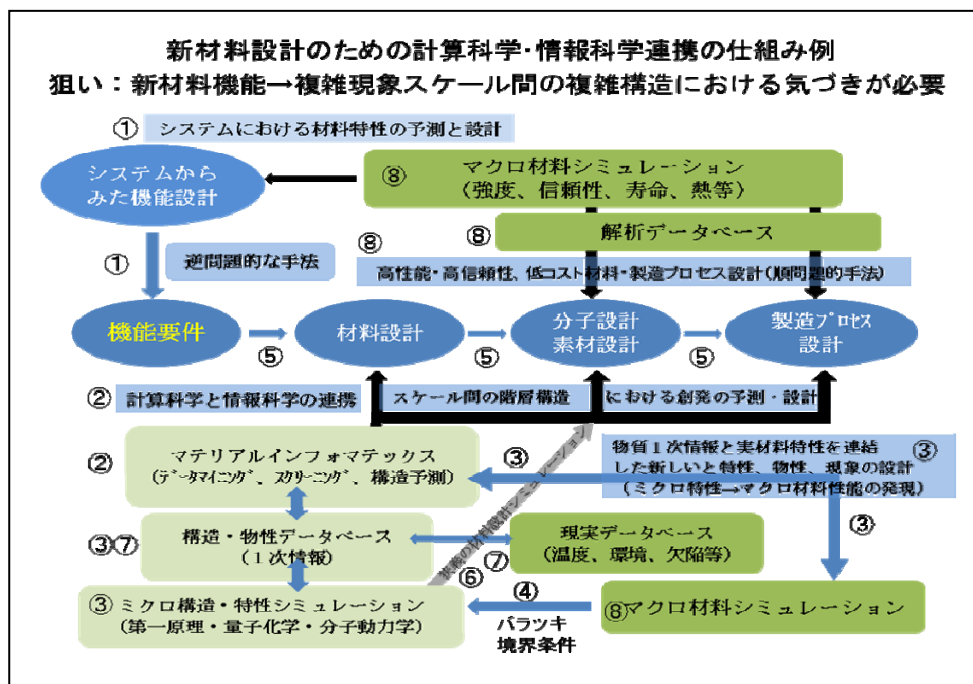 新材料設計のための計算科学･情報科学連携の仕組み例
狙い：新材料機能→複雑現象スケール間の複雑構造における気づきが必要
① システムにおける材料特性の予測と設計
システムから
みた機能設計
⑧ マクロ材料シミュレーション
（強度、信頼性、寿命、熱等）
⑧ 解析データベース
① 逆問題的な手法
⑧
高性能･高信頼性、低コスト材料･製造プロセス設計(順問題的手法)
機能要件
材料設計
分子設計
素材設計
製造プロセス
設計
⑤
⑤
⑤
② 計算科学と情報科学の連携
スケール間の階層構造
における創発の予測・設計
② マテリアルインフォマテックス
(データマイニング、スクリーニング、構造予測)
③
物質１次情報と実材料特性を連結
した新しいと特性、物性、現象の設計
（ミクロ特性→マクロ材料性能の発現）
③
③
③⑦ 構造・物性データベース
（１次情報）
現実データベース
（温度、環境、欠陥等）
⑦
狭義の材料設計シミュレーション
⑥
③ ミクロ構造・特性シミュレーション
（第一原理・量子化学・分子動力学）
④
バラツキ
境界条件
⑧マクロ材料シミュレーション